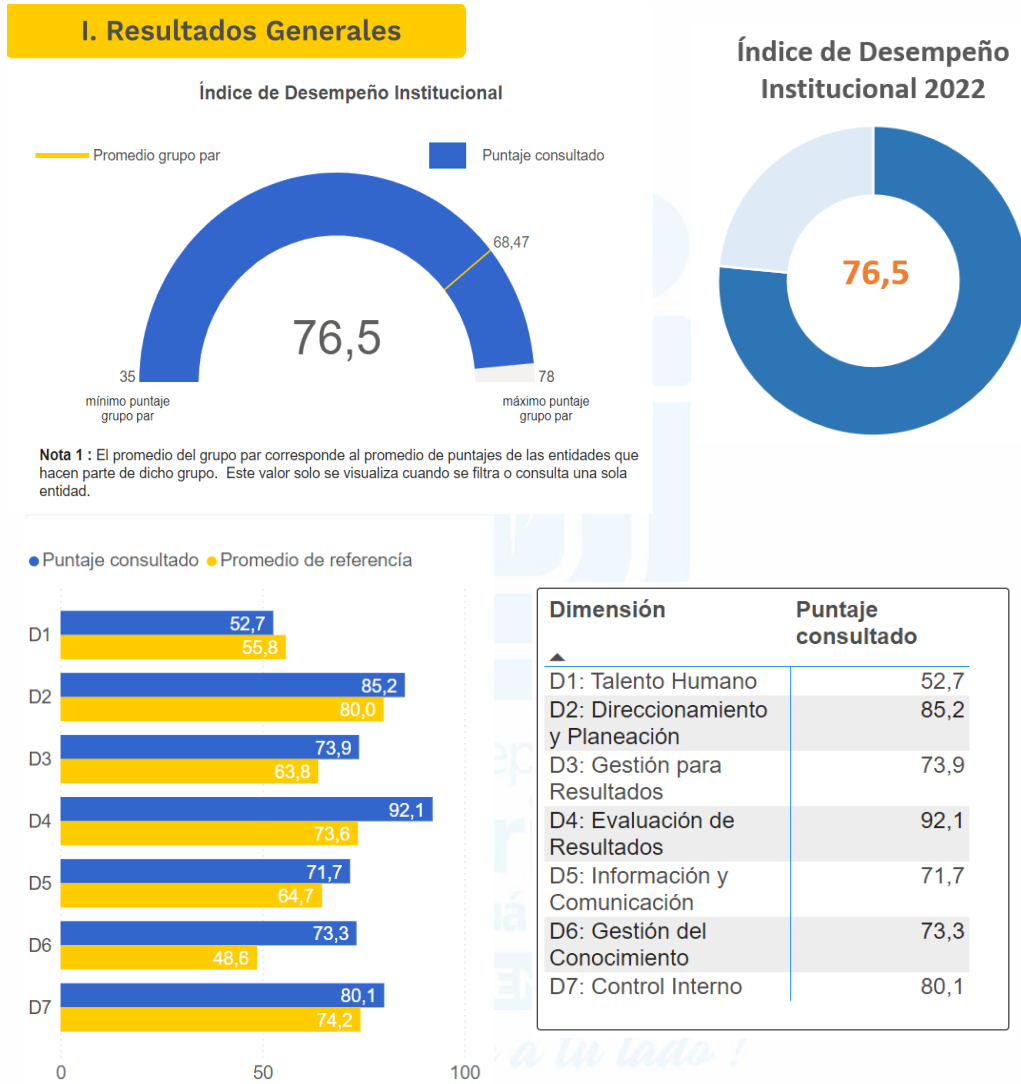 I. Resultados Generales
Índice de Desempeño Institucional
Promedio grupo par
Puntaje consultado
68,47
76,5
35
78
mínimo puntaje
grupo par
máximo puntaje
grupo par
Nota 1 : El promedio del grupo par corresponde al promedio de puntajes de las entidades que
hacen parte de dicho grupo. Este valor solo se visualiza cuando se filtra o consulta una sola
entidad.
Índice de Desempeño
Institucional 2022
76,5
Puntaje consultado Promedio de referencía
D1
52,7
55,8
D2
85,2
80,0
D3
73,9
63,8
D4
92,1
73,6
D5
71,7
64,7
D6
73,3
48,6
D7
80,1
74,2
0 50 100
Dimensión Puntaje
consultado
D1: Talento Humano 52,7
D2: Direccionamiento 85,2
y Planeación
D3: Gestión para 73,9
Resultados
D4: Evaluación de 92,1
Resultados
D5: Información y 71,7
Comunicación
D6: Gestión del 73,3
Conocimiento
D7: Control Interno 80,1
a tu lado !